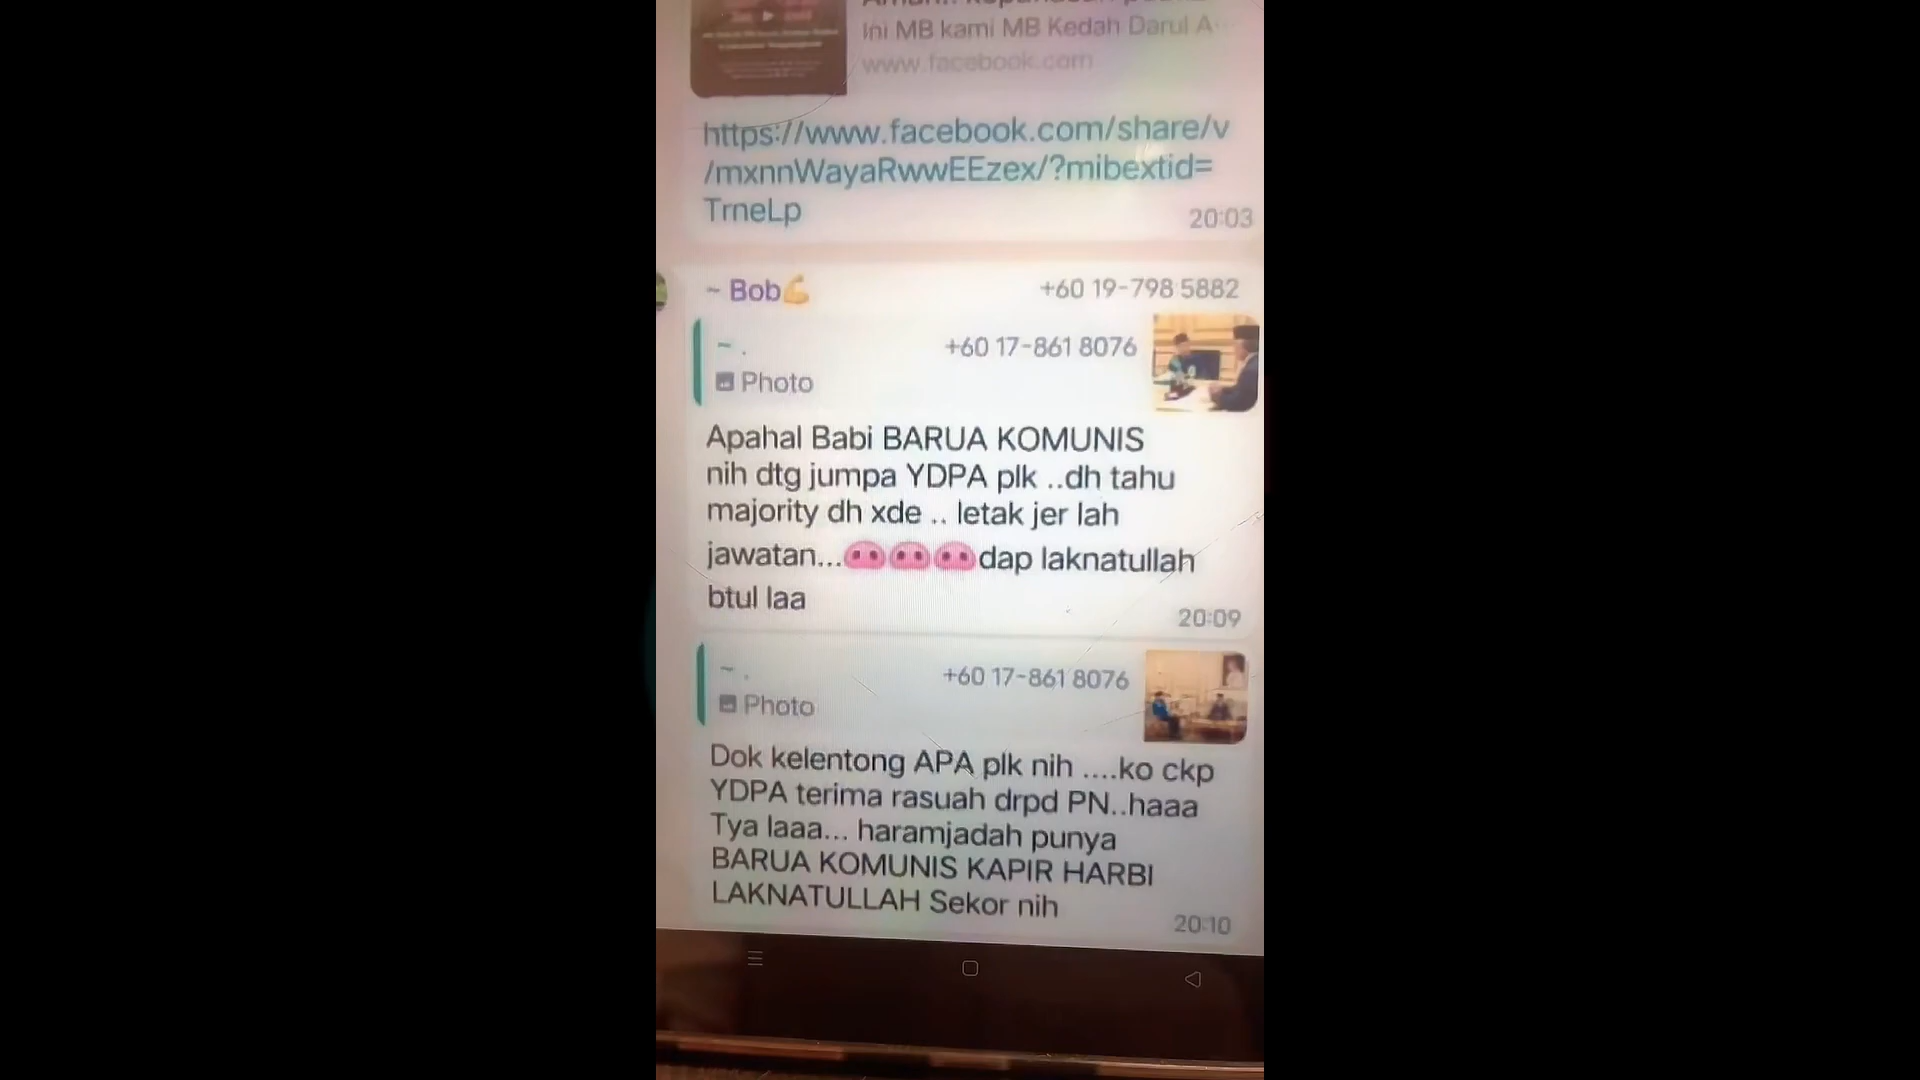 Ini MB kami MB Kedah Darul A...
www.facebook.com
https://www.facebook.com/share/v
/mxnnWayaRwwEEzex/?mibextid=
TrneLp
20:03
~ Bob💪 +60 19-798 5882
~ . +60 17-861 8076
Photo
Apahal Babi BARUA KOMUNIS
nih dtg jumpa YDPA plk ..dh tahu
majority dh xde .. letak jer lah
jawatan...🐽🐽🐽dap laknatullah
btul laa
20:09
~ . +60 17-861 8076
Photo
Dok kelentong APA plk nih ....ko ckp
YDPA terima rasuah drpd PN..haaa
Tya laaa... haramjadah punya
BARUA KOMUNIS KAPIR HARBI
LAKNATULLAH Sekor nih
20:10